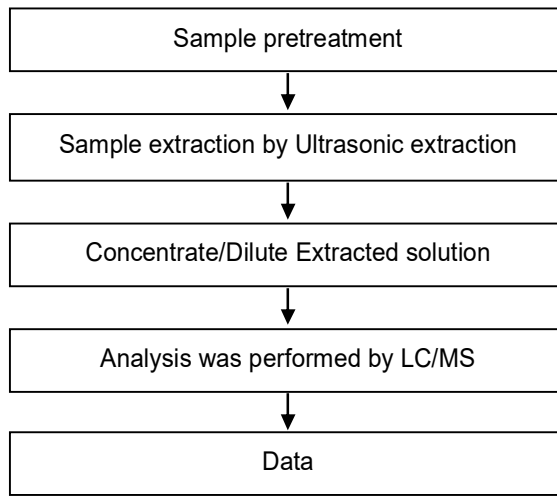 Sample pretreatment
Sample extraction by Ultrasonic extraction
Concentrate/Dilute Extracted solution
Analysis was performed by LC/MS
Data